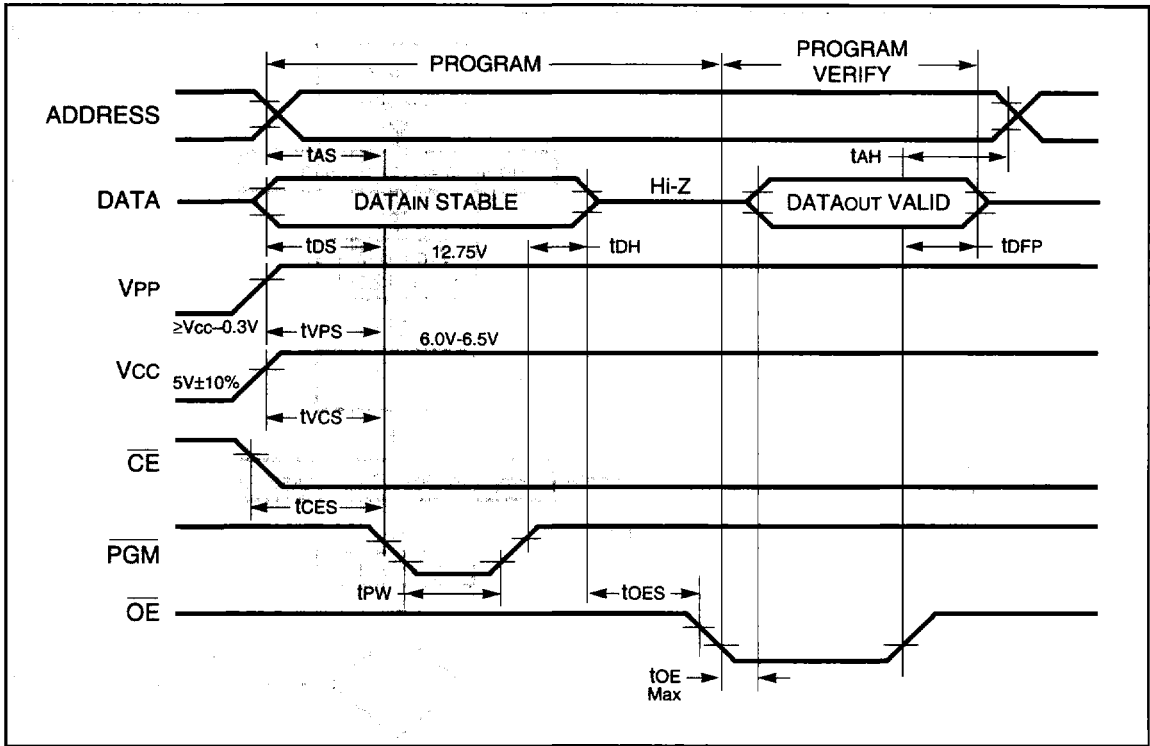 PROGRAM
PROGRAM
VERIFY
ADDRESS
tAS
tAH
DATA
DATAIN STABLE
Hi-Z
DATAOUT VALID
tDS
12.75V
tDH
tDFP
VPP
≥Vcc–0.3V
tVPS
6.0V-6.5V
VCC
5V±10%
tVCS
CE
tCES
PGM
tPW
tOES
OE
tOE
Max